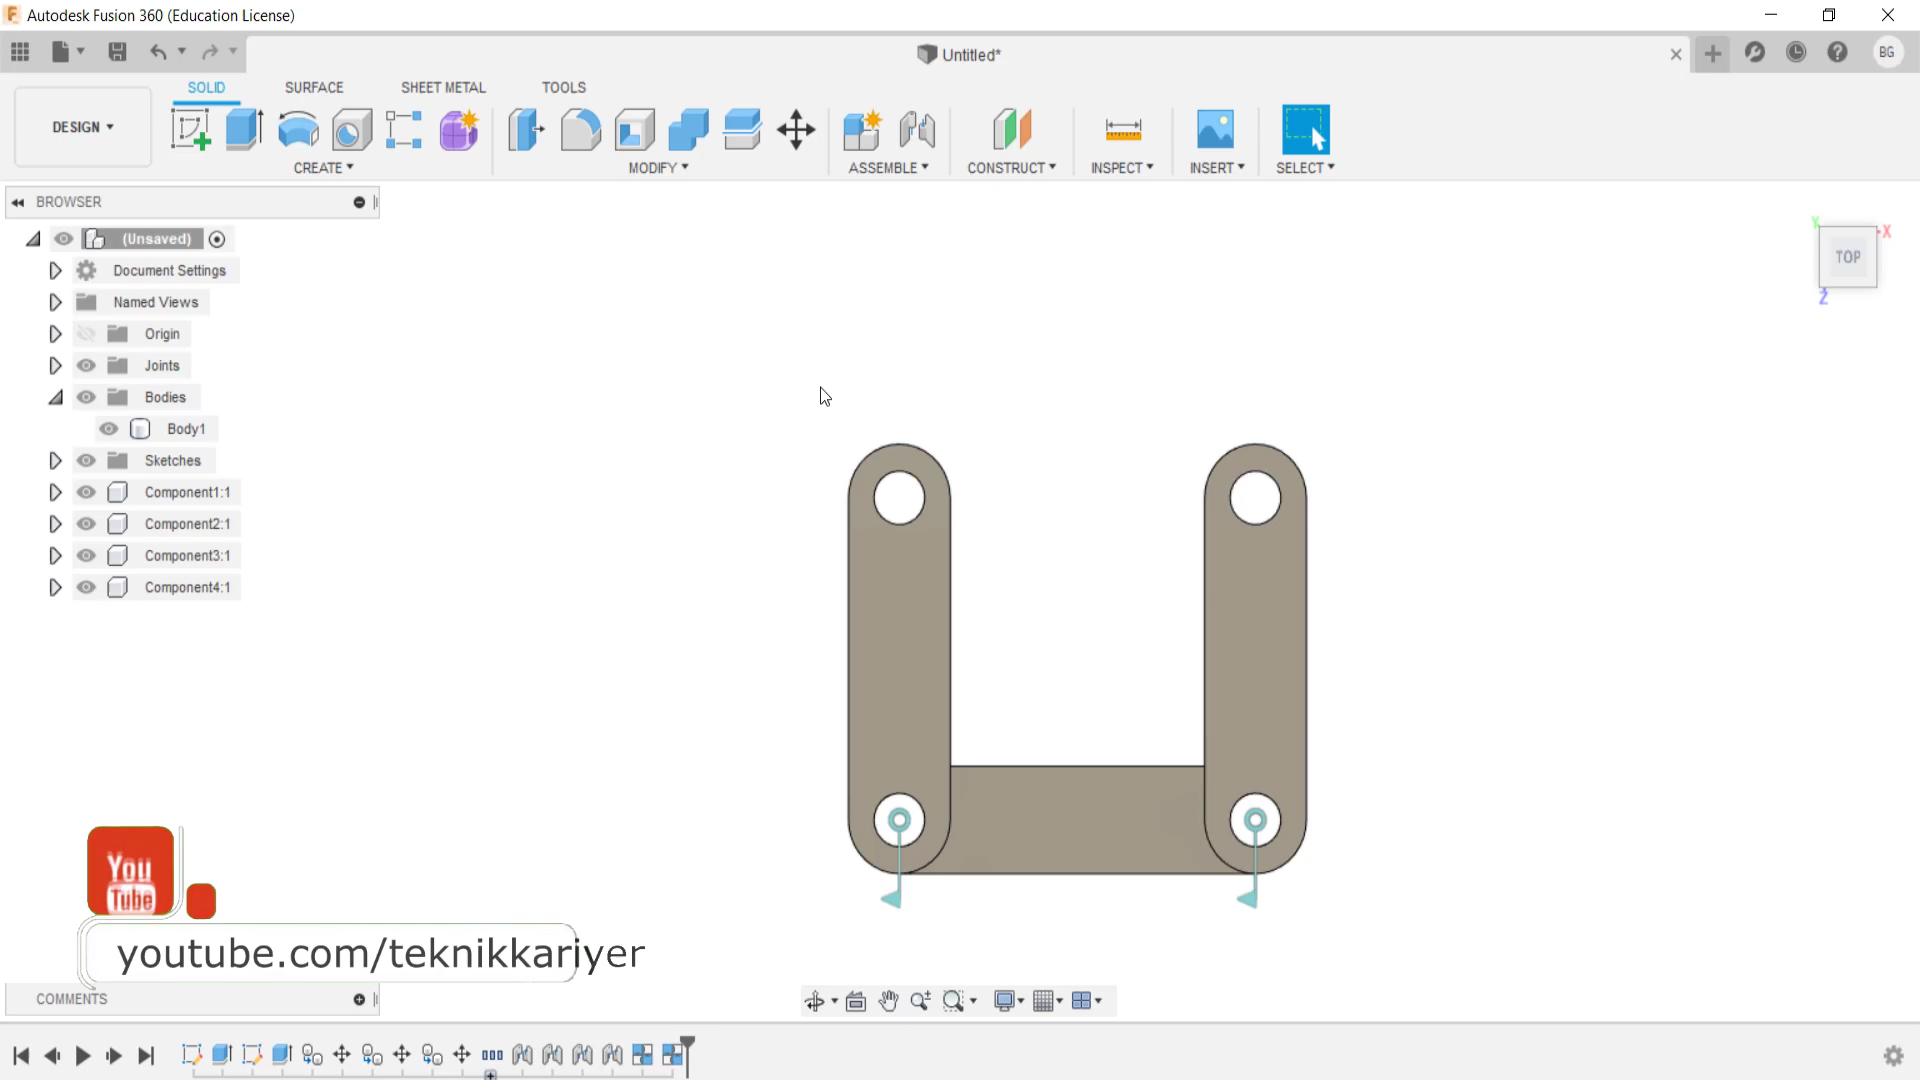 Autodesk Fusion 360 (Education License)
Untitled*
BG
SOLID
SURFACE
SHEET METAL
TOOLS
DESIGN
CREATE
MODIFY
ASSEMBLE
CONSTRUCT
INSPECT
INSERT
SELECT
BROWSER
(Unsaved)
Document Settings
Named Views
Origin
Joints
Bodies
Body1
Sketches
Component1:1
Component2:1
Component3:1
Component4:1
Y
X
TOP
Z
You
Tube
youtube.com/teknikkariyer
COMMENTS